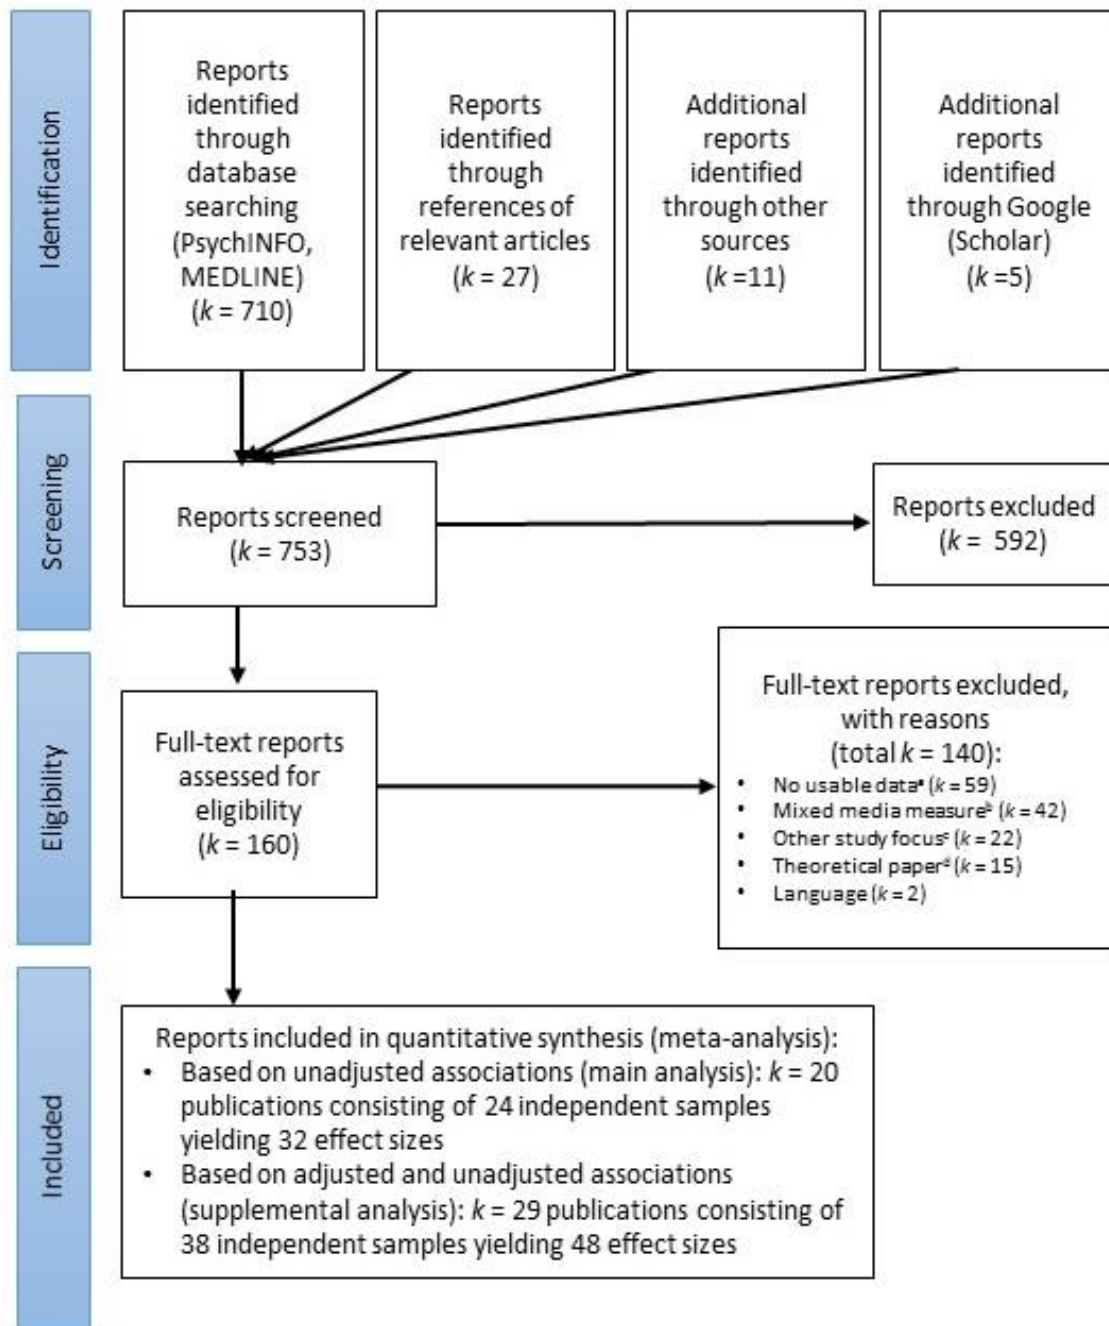 Identification
Reports
identified
through
database
searching
(PsychINFO,
MEDLINE)
(k = 710)
Reports
identified
through
references of
relevant articles
(k = 27)
Additional
reports
identified
through other
sources
(k =11)
Additional
reports
identified
through Google
(Scholar)
(k =5)
Screening
Reports screened
(k = 753)
Reports excluded
(k = 592)
Eligibility
Full-text reports
assessed for
eligibility
(k = 160)
Full-text reports excluded,
with reasons
(total k = 140):
• No usable dataᵃ (k = 59)
• Mixed media measureᵇ (k = 42)
• Other study focusᶜ (k = 22)
• Theoretical paperᵈ (k = 15)
• Language (k = 2)
Included
Reports included in quantitative synthesis (meta-analysis):
• Based on unadjusted associations (main analysis): k = 20
publications consisting of 24 independent samples
yielding 32 effect sizes
• Based on adjusted and unadjusted associations
(supplemental analysis): k = 29 publications consisting of
38 independent samples yielding 48 effect sizes